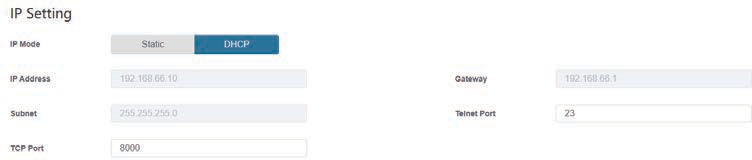 IP Setting
IP Mode Static DHCP
IP Address 192.168.66.10 Gateway 192.168.66.1
Subnet 255.255.255.0 Telnet Port 23
TCP Port 8000